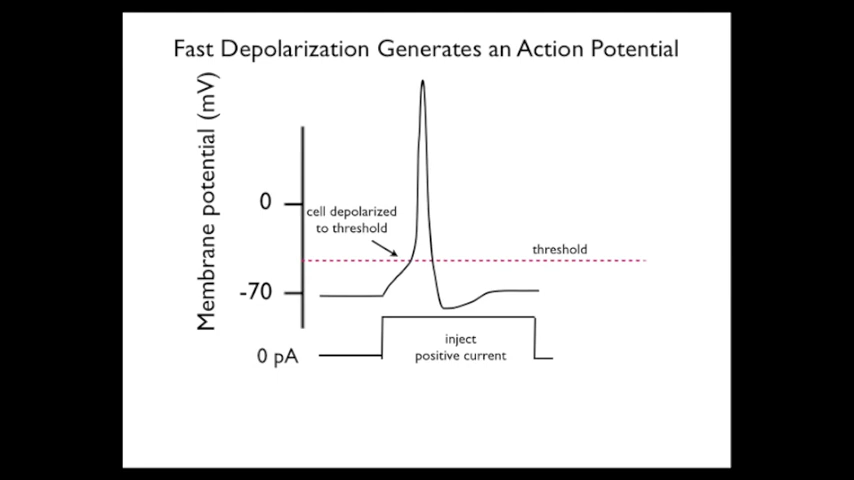 Fast Depolarization Generates an Action Potential
Membrane potential (mV)
0
cell depolarized
to threshold
threshold
-70
inject
positive current
0 pA